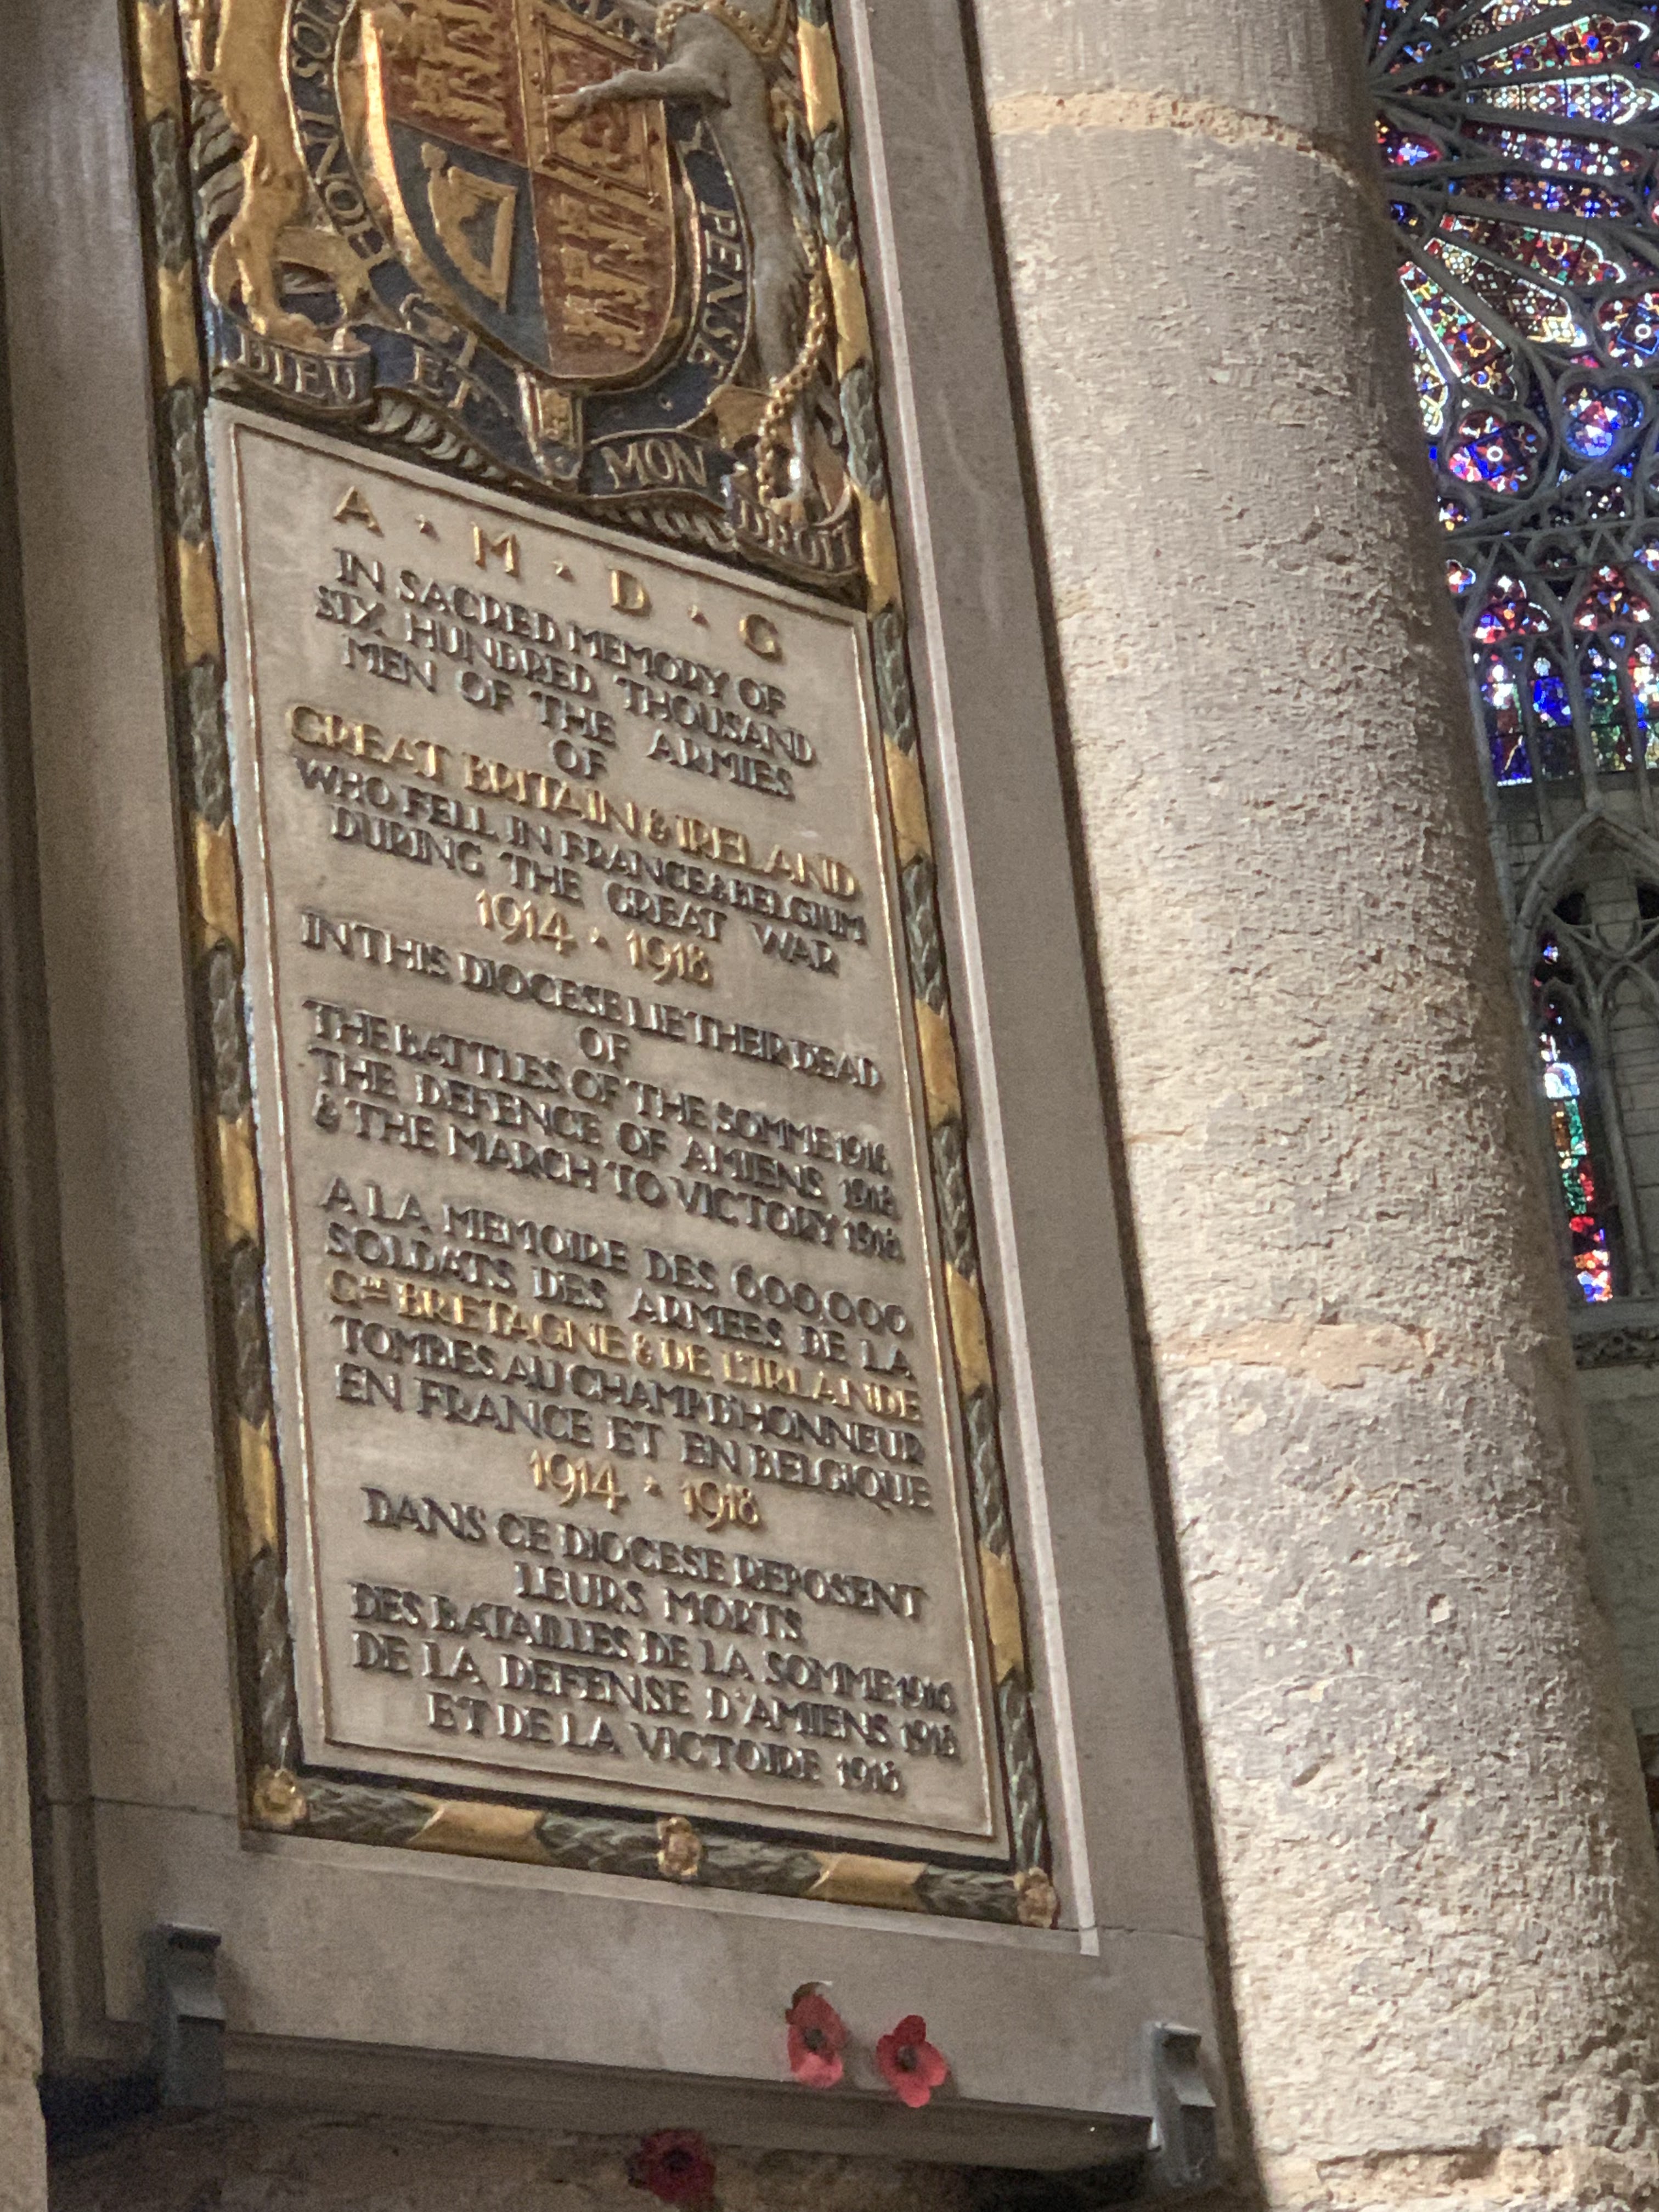 SOIT
HONI
Y PENSE
DIEU ET MON DROIT
A · M · D · G
IN SACRED MEMORY OF
SIX HUNDRED THOUSAND
MEN OF THE ARMIES
OF
GREAT BRITAIN & IRELAND
WHO FELL IN FRANCE & BELGIUM
DURING THE GREAT WAR
1914 · 1918
IN THIS DIOCESE LIE THEIR DEAD
OF
THE BATTLES OF THE SOMME 1916
THE DEFENCE OF AMIENS 1918
& THE MARCH TO VICTORY 1918
A LA MEMOIRE DES 600,000
SOLDATS DES ARMEES DE LA
Gde BRETAGNE & DE L'IRLANDE
TOMBES AU CHAMP D'HONNEUR
EN FRANCE ET EN BELGIQUE
1914 · 1918
DANS CE DIOCESE REPOSENT
LEURS MORTS
DES BATAILLES DE LA SOMME 1916
DE LA DEFENSE D'AMIENS 1918
ET DE LA VICTOIRE 1918